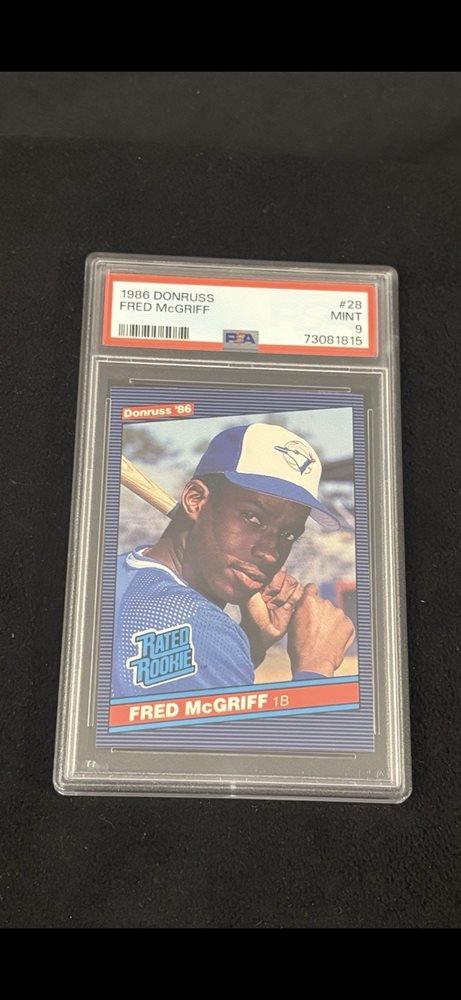 1986 DONRUSS #28
FRED McGRIFF MINT
9
PSA 73081815
Donruss '86
RATED
ROOKIE
FRED McGRIFF 1B